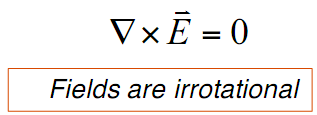 ∇ × E⃗ = 0
Fields are irrotational